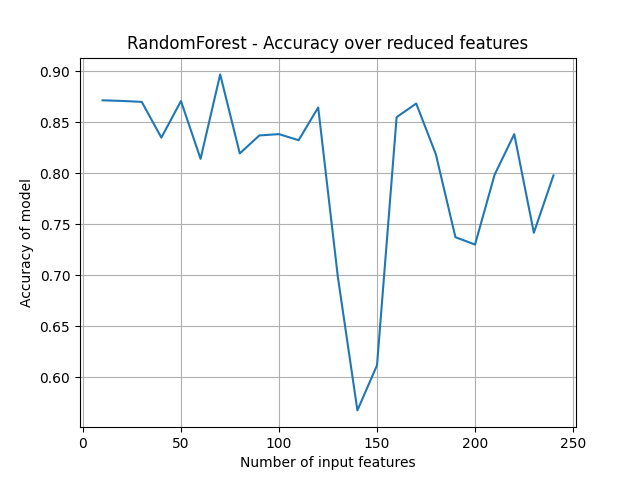 RandomForest - Accuracy over reduced features
0.90
0.85
0.80
0.75
0.70
0.65
0.60
Accuracy of model
0 50 100 150 200 250
Number of input features